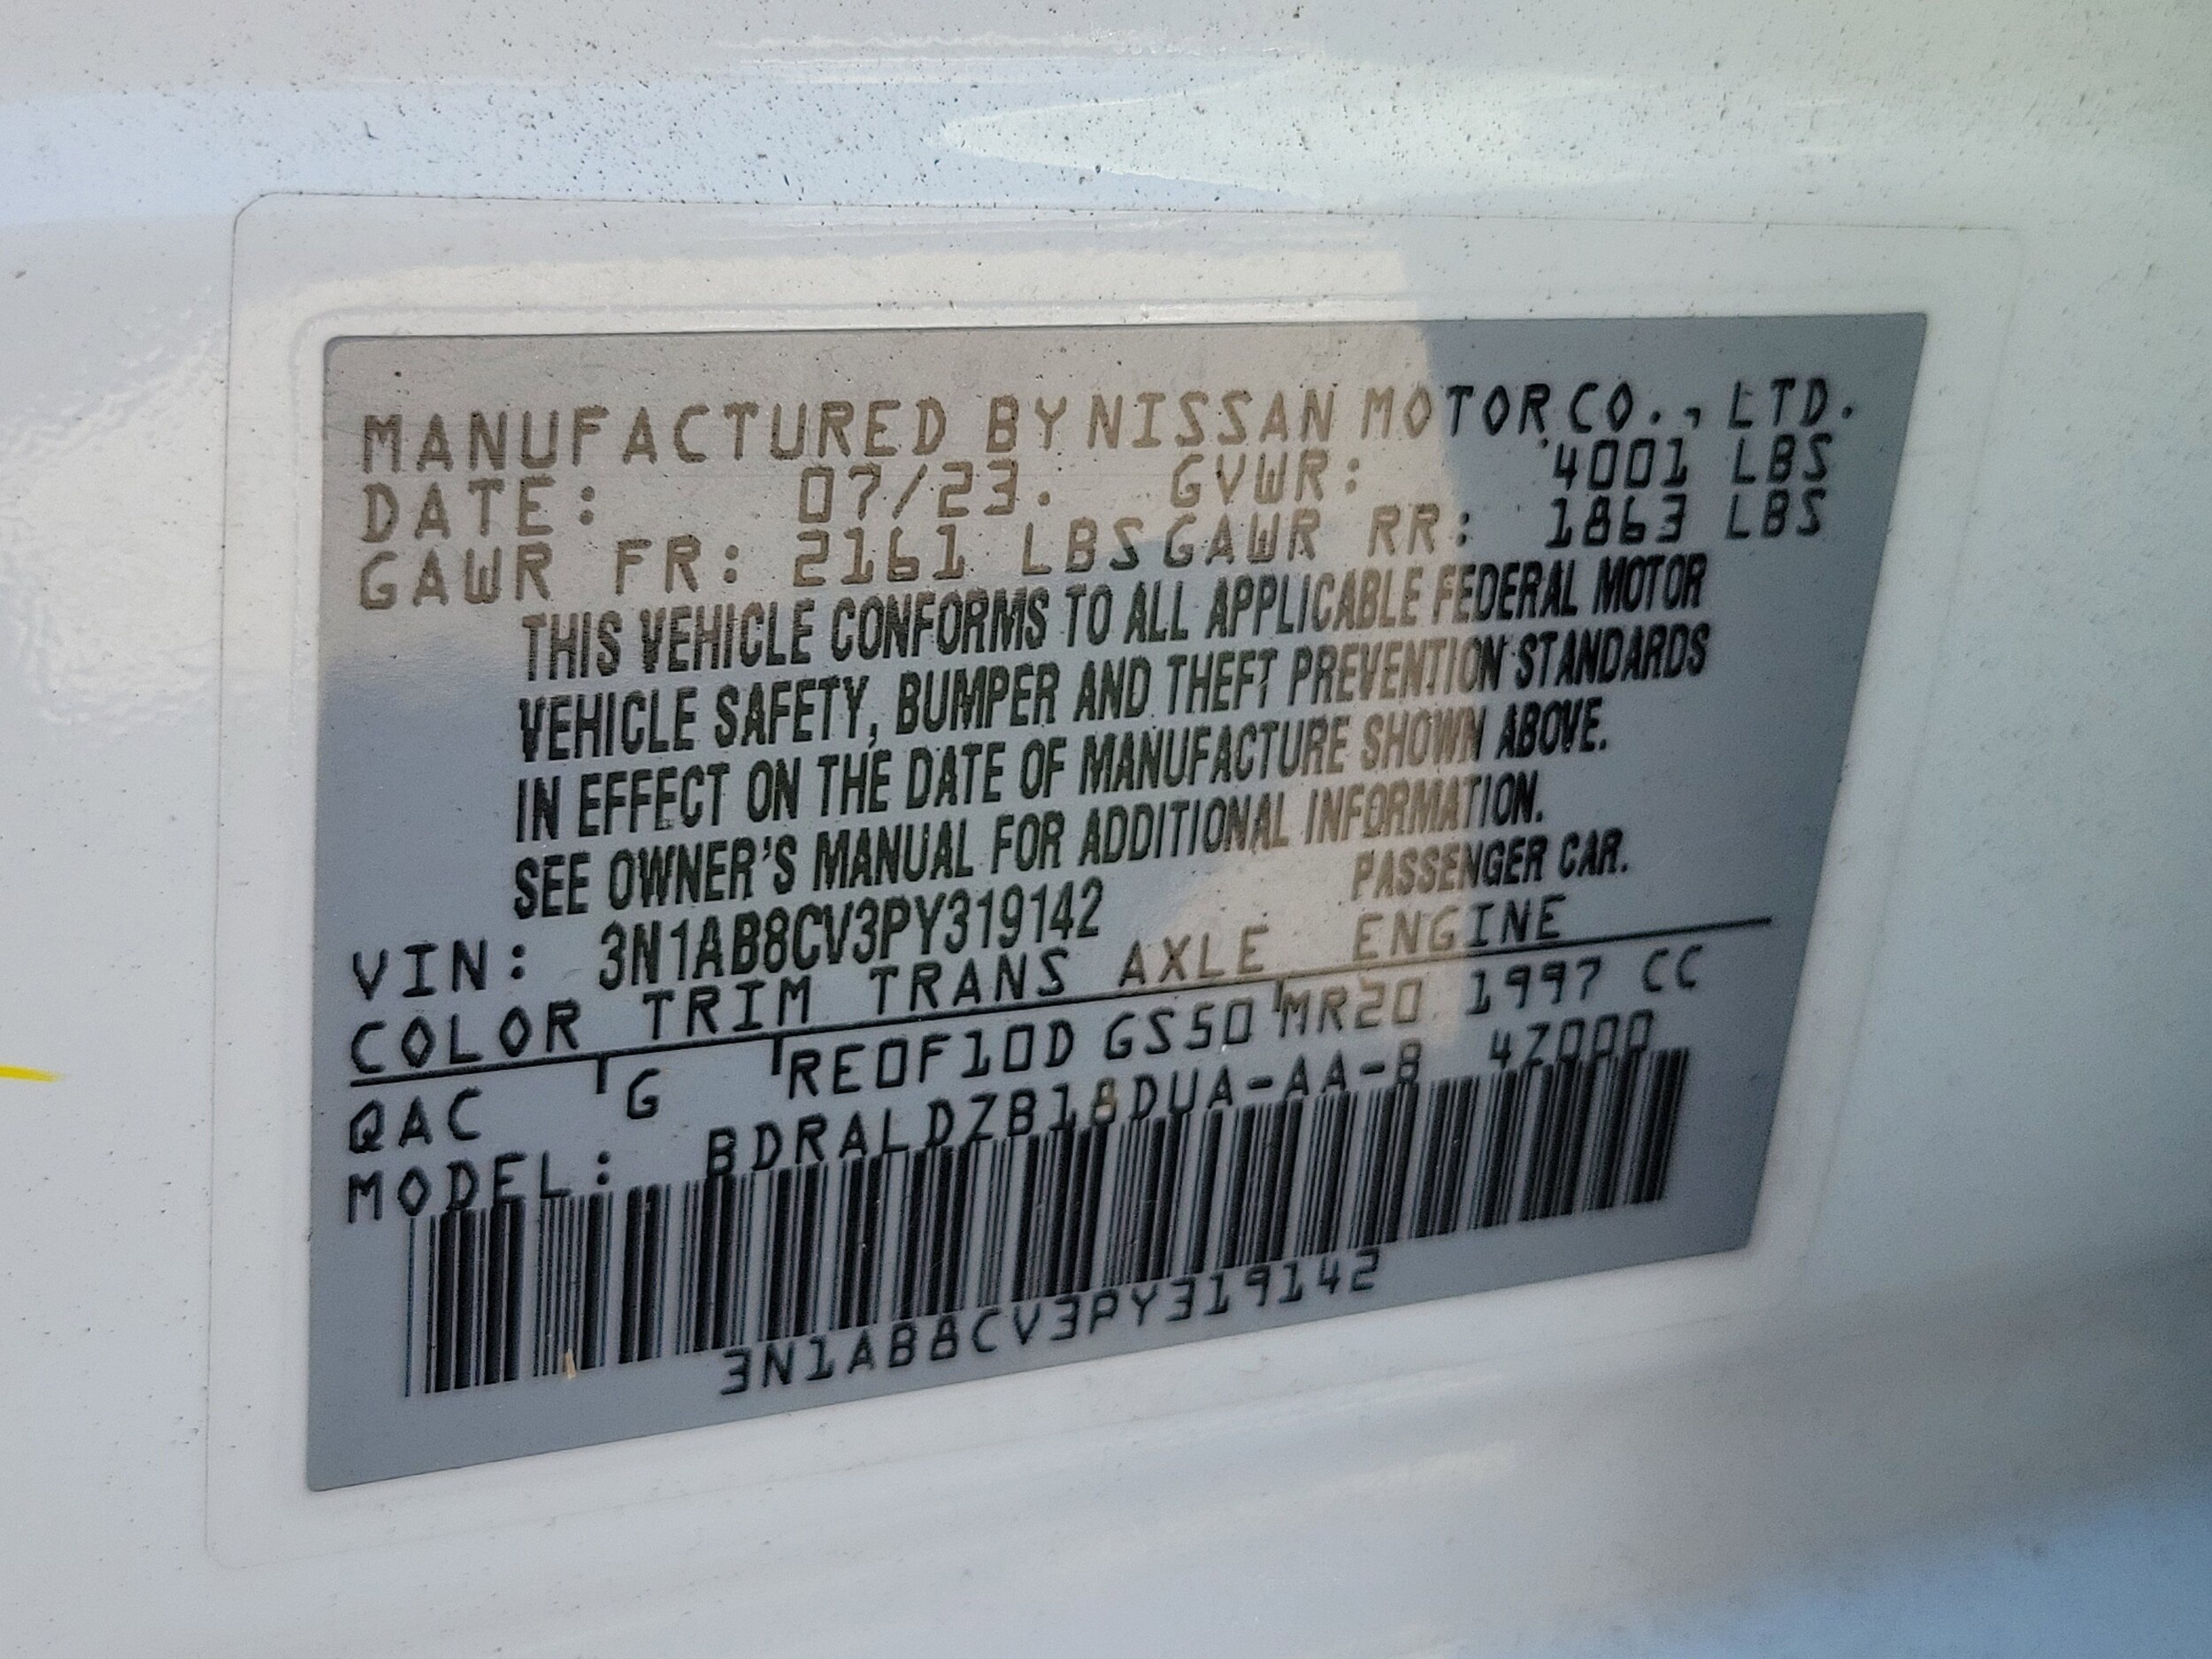 MANUFACTURED BY NISSAN MOTOR CO., LTD.
DATE: 07/23. GVWR: 4001 LBS
GAWR FR: 2161 LBS GAWR RR: 1863 LBS
THIS VEHICLE CONFORMS TO ALL APPLICABLE FEDERAL MOTOR
VEHICLE SAFETY, BUMPER AND THEFT PREVENTION STANDARDS
IN EFFECT ON THE DATE OF MANUFACTURE SHOWN ABOVE.
SEE OWNER'S MANUAL FOR ADDITIONAL INFORMATION.
VIN: 3N1AB8CV3PY319142 PASSENGER CAR.
COLOR TRIM TRANS AXLE ENGINE
QAC G RE0F10D GS50 MR20 1997 CC
MODEL: BDRALDZB18DUA-AA-B 4Z000
3N1AB8CV3PY319142